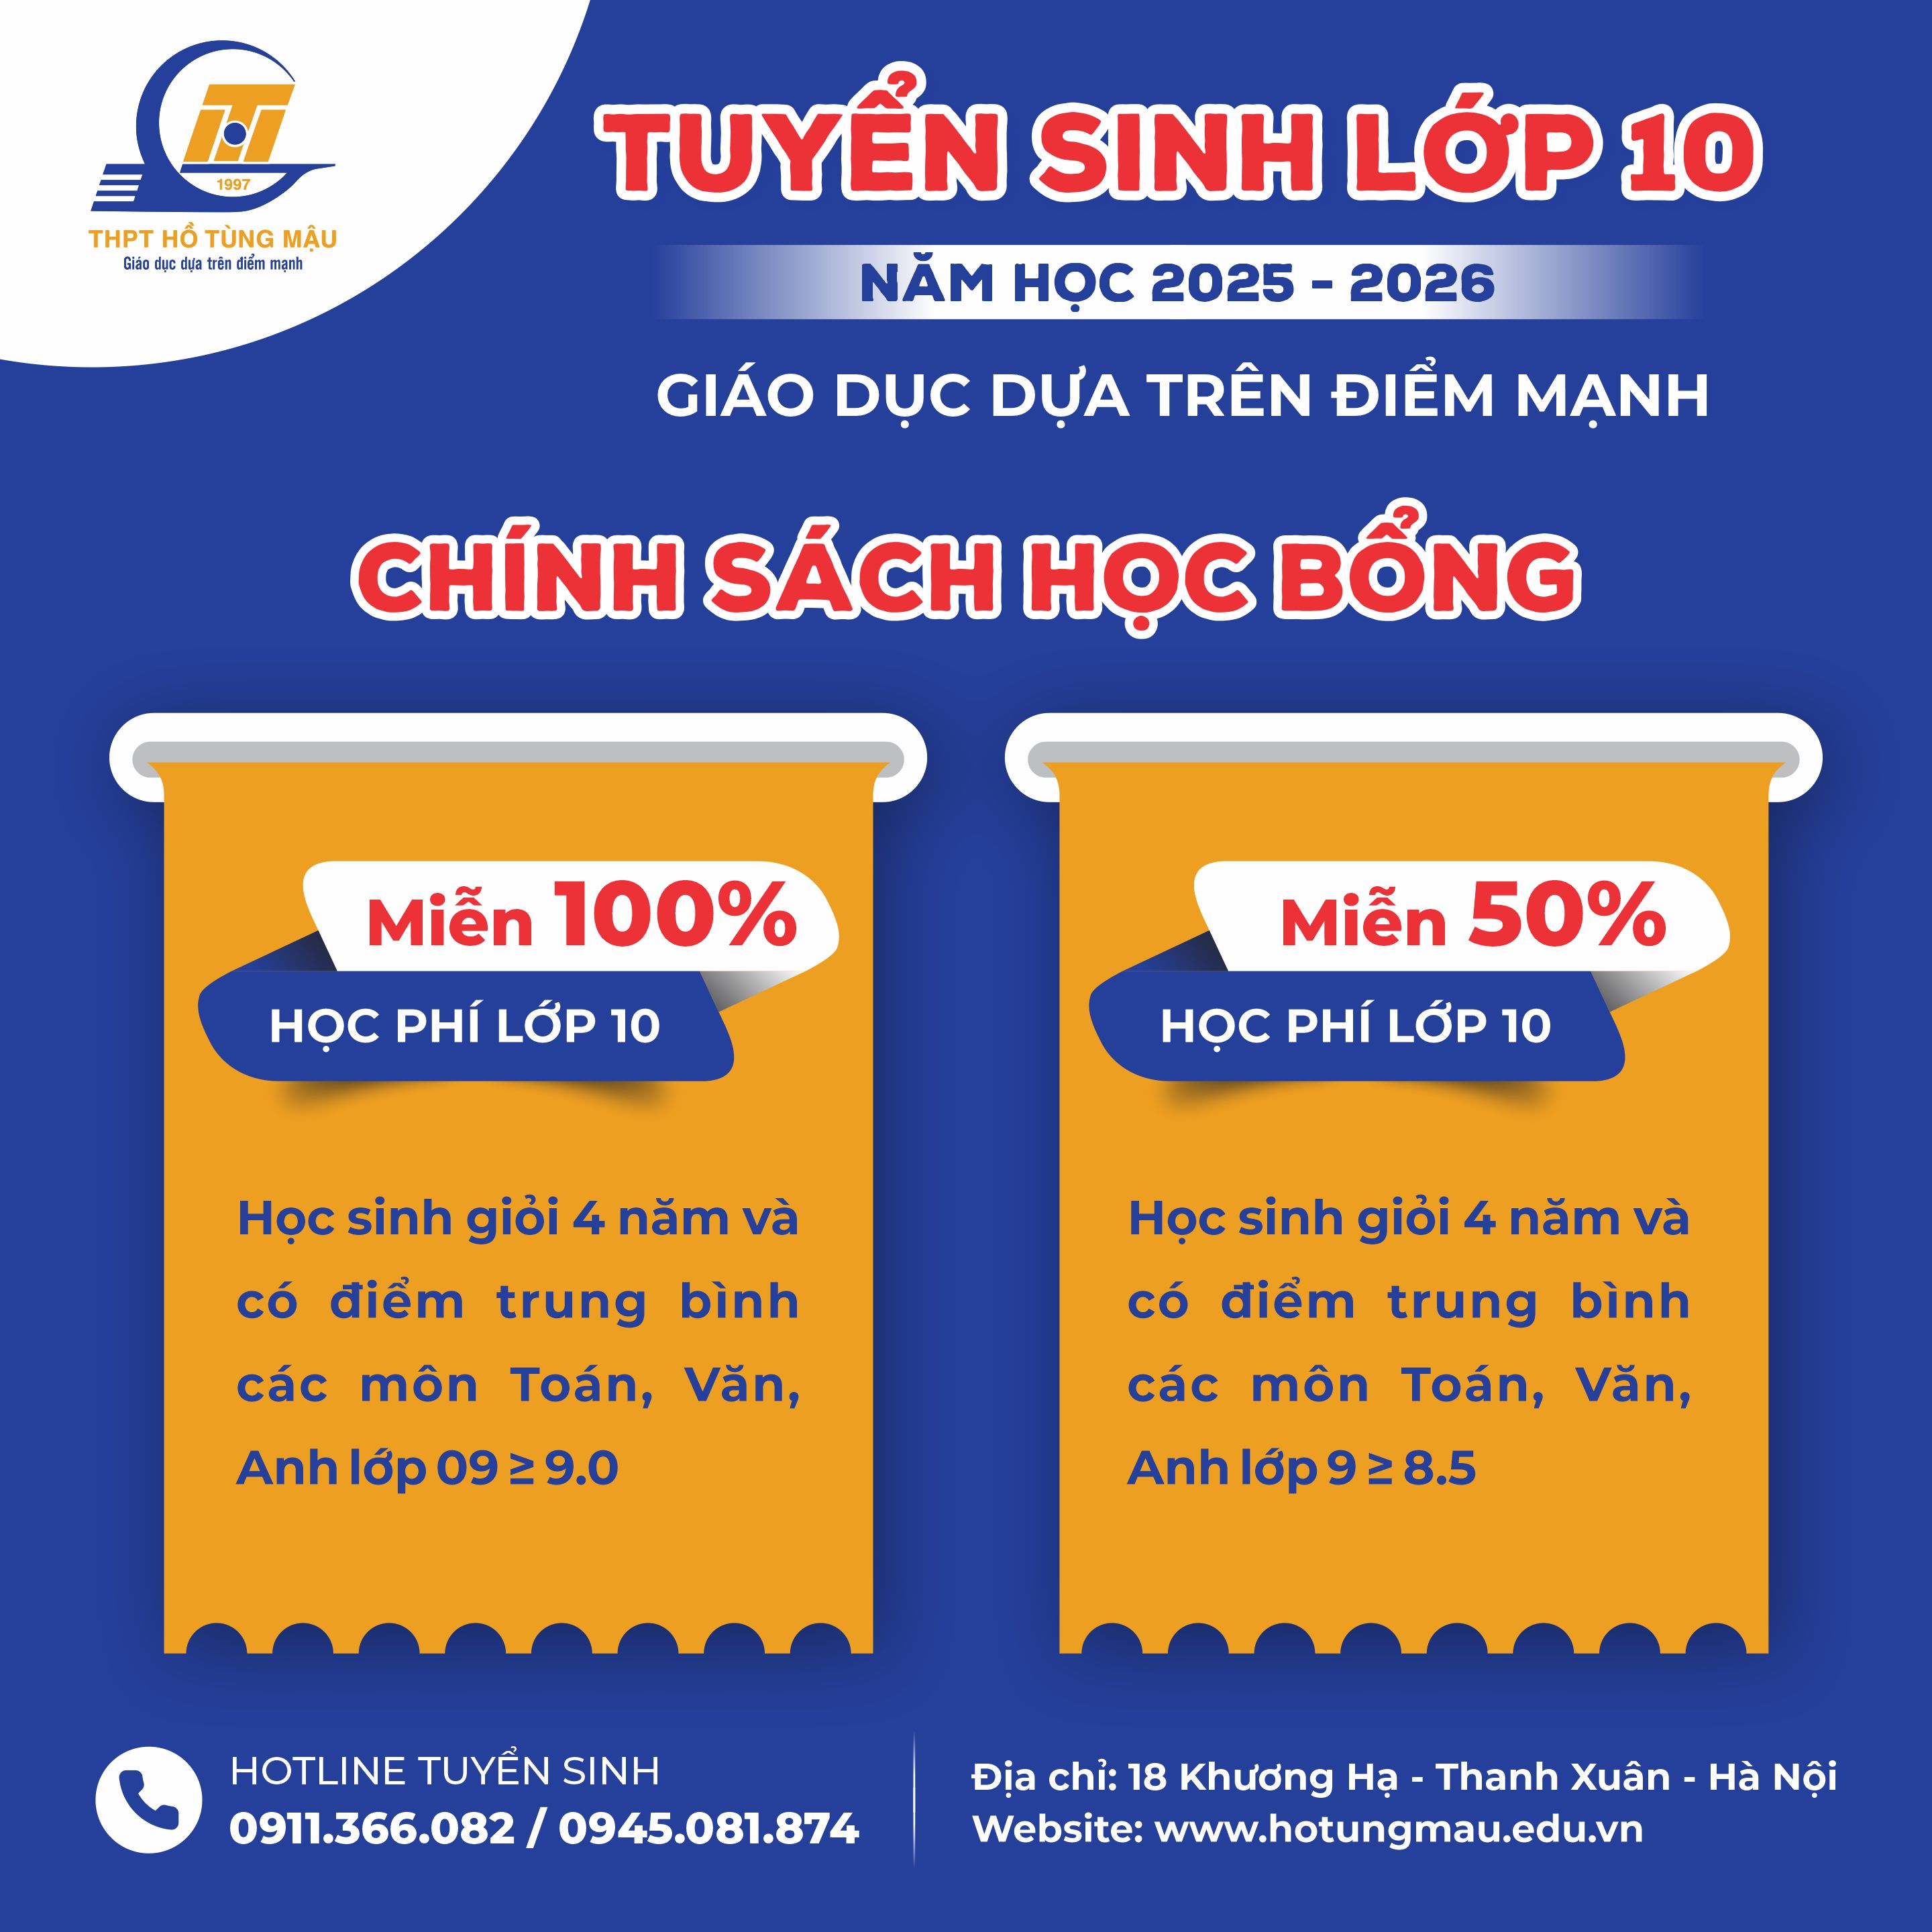 1997
THPT HỒ TÙNG MẬU
Giáo dục dựa trên điểm mạnh
TUYỂN SINH LỚP 10
NĂM HỌC 2025 - 2026
GIÁO DỤC DỰA TRÊN ĐIỂM MẠNH
CHÍNH SÁCH HỌC BỔNG
Miễn 100%
HỌC PHÍ LỚP 10
Học sinh giỏi 4 năm và
có điểm trung bình
các môn Toán, Văn,
Anh lớp 09 ≥ 9.0
Miễn 50%
HỌC PHÍ LỚP 10
Học sinh giỏi 4 năm và
có điểm trung bình
các môn Toán, Văn,
Anh lớp 9 ≥ 8.5
HOTLINE TUYỂN SINH
0911.366.082 / 0945.081.874
Địa chỉ: 18 Khương Hạ - Thanh Xuân - Hà Nội
Website: www.hotungmau.edu.vn